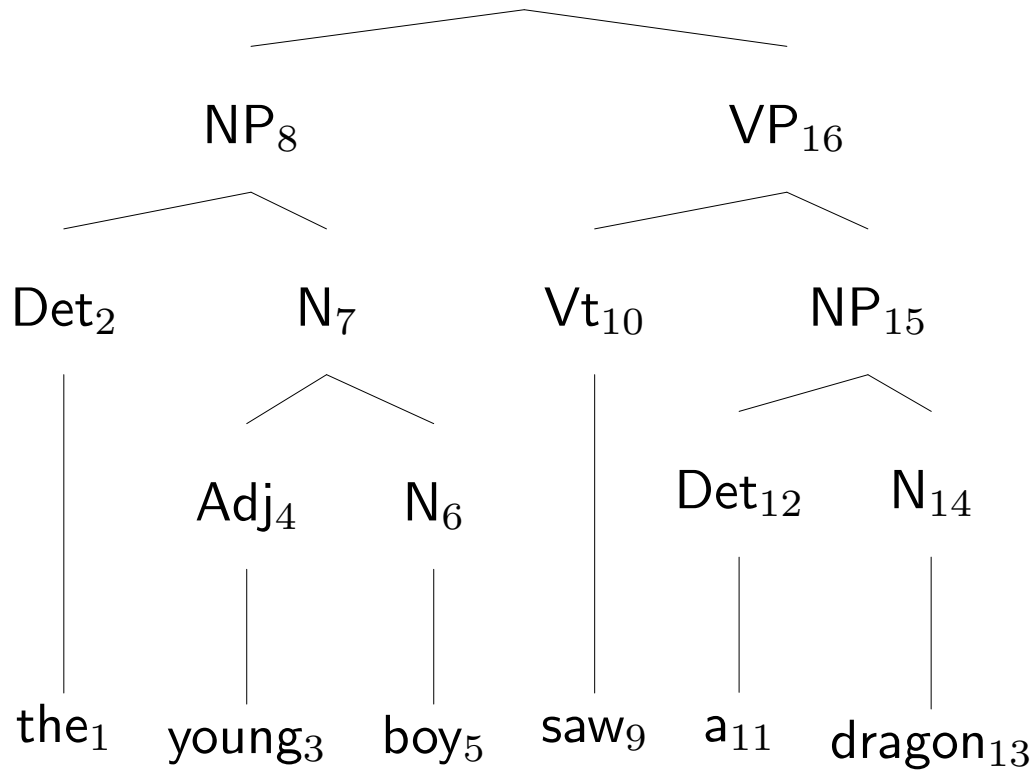 NP₈ VP₁₆
Det₂ N₇ Vt₁₀ NP₁₅
Adj₄ N₆ Det₁₂ N₁₄
the₁ young₃ boy₅ saw₉ a₁₁ dragon₁₃